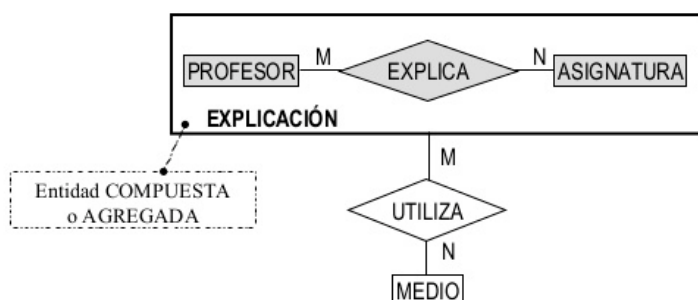 PROFESOR M EXPLICA N ASIGNATURA
EXPLICACIÓN
M
Entidad COMPUESTA
o AGREGADA
UTILIZA
N
MEDIO